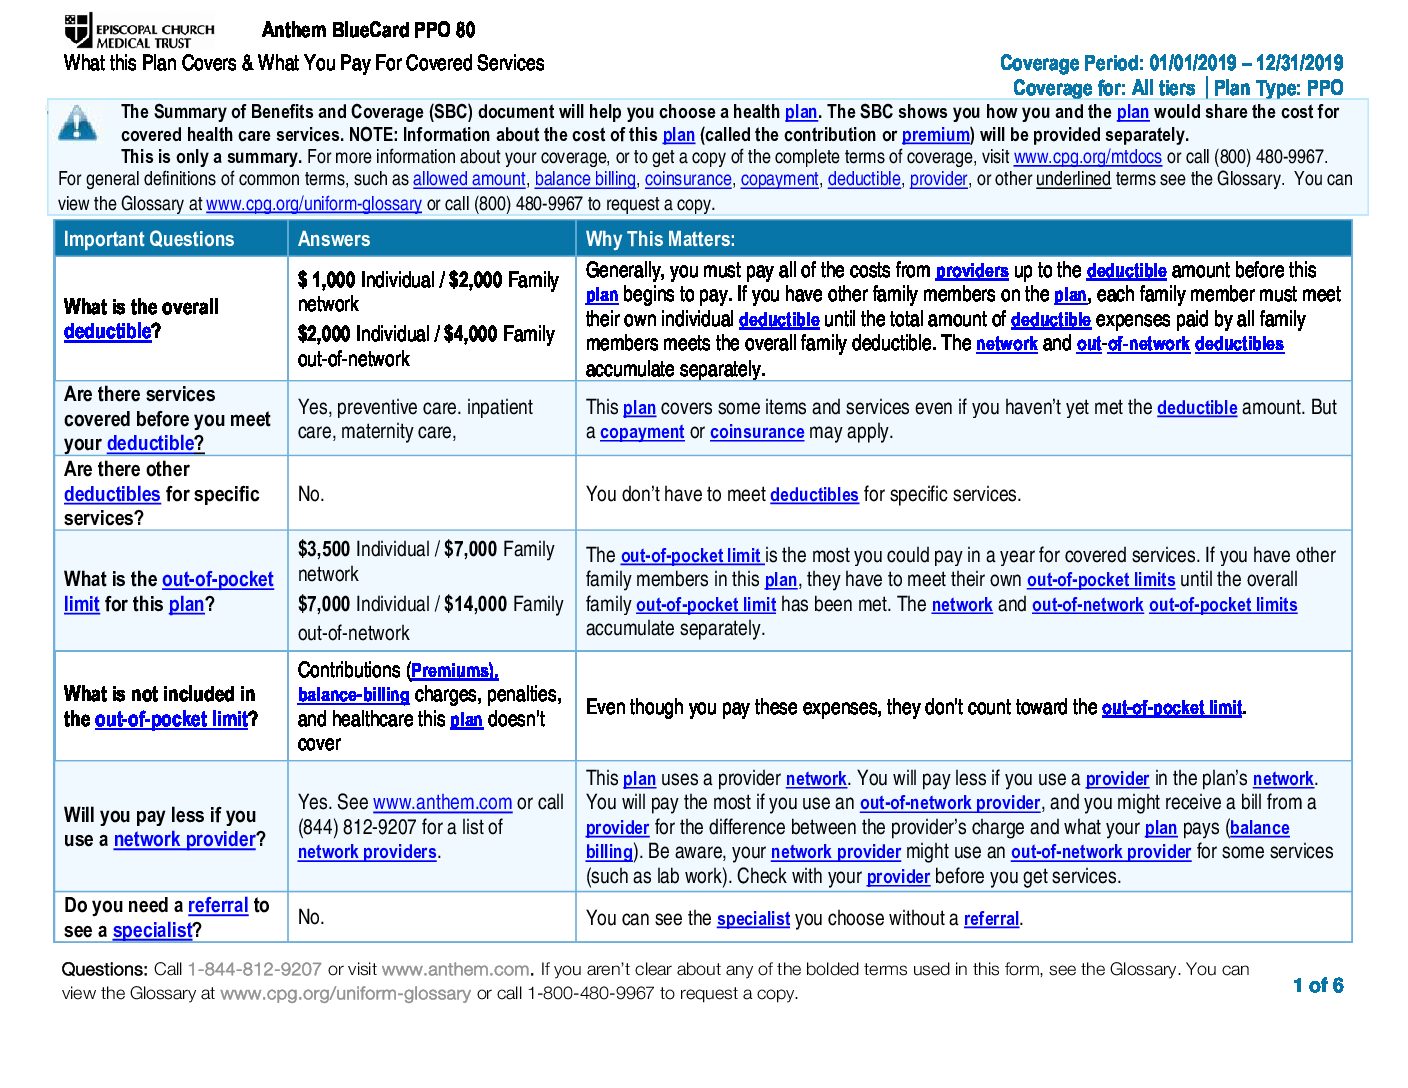 EPISCOPAL CHURCH
MEDICAL TRUST
Anthem BlueCard PPO 80
What this Plan Covers & What You Pay For Covered Services
Coverage Period: 01/01/2019 – 12/31/2019
Coverage for: All tiers | Plan Type: PPO
The Summary of Benefits and Coverage (SBC) document will help you choose a health plan. The SBC shows you how you and the plan would share the cost for
covered health care services. NOTE: Information about the cost of this plan (called the contribution or premium) will be provided separately.
This is only a summary. For more information about your coverage, or to get a copy of the complete terms of coverage, visit www.cpg.org/mtdocs or call (800) 480-9967.
For general definitions of common terms, such as allowed amount, balance billing, coinsurance, copayment, deductible, provider, or other underlined terms see the Glossary. You can
view the Glossary at www.cpg.org/uniform-glossary or call (800) 480-9967 to request a copy.
Important Questions
Answers
Why This Matters:
What is the overall
deductible?
$ 1,000 Individual / $2,000 Family
network
$2,000 Individual / $4,000 Family
out-of-network
Generally, you must pay all of the costs from providers up to the deductible amount before this
plan begins to pay. If you have other family members on the plan, each family member must meet
their own individual deductible until the total amount of deductible expenses paid by all family
members meets the overall family deductible. The network and out-of-network deductibles
accumulate separately.
Are there services
covered before you meet
your deductible?
Yes, preventive care. inpatient
care, maternity care,
This plan covers some items and services even if you haven't yet met the deductible amount. But
a copayment or coinsurance may apply.
Are there other
deductibles for specific
services?
No.
You don't have to meet deductibles for specific services.
What is the out-of-pocket
limit for this plan?
$3,500 Individual / $7,000 Family
network
$7,000 Individual / $14,000 Family
out-of-network
The out-of-pocket limit is the most you could pay in a year for covered services. If you have other
family members in this plan, they have to meet their own out-of-pocket limits until the overall
family out-of-pocket limit has been met. The network and out-of-network out-of-pocket limits
accumulate separately.
What is not included in
the out-of-pocket limit?
Contributions (Premiums),
balance-billing charges, penalties,
and healthcare this plan doesn't
cover
Even though you pay these expenses, they don't count toward the out-of-pocket limit.
Will you pay less if you
use a network provider?
Yes. See www.anthem.com or call
(844) 812-9207 for a list of
network providers.
This plan uses a provider network. You will pay less if you use a provider in the plan's network.
You will pay the most if you use an out-of-network provider, and you might receive a bill from a
provider for the difference between the provider's charge and what your plan pays (balance
billing). Be aware, your network provider might use an out-of-network provider for some services
(such as lab work). Check with your provider before you get services.
Do you need a referral to
see a specialist?
No.
You can see the specialist you choose without a referral.
Questions: Call 1-844-812-9207 or visit www.anthem.com. If you aren't clear about any of the bolded terms used in this form, see the Glossary. You can
view the Glossary at www.cpg.org/uniform-glossary or call 1-800-480-9967 to request a copy.
1 of 6